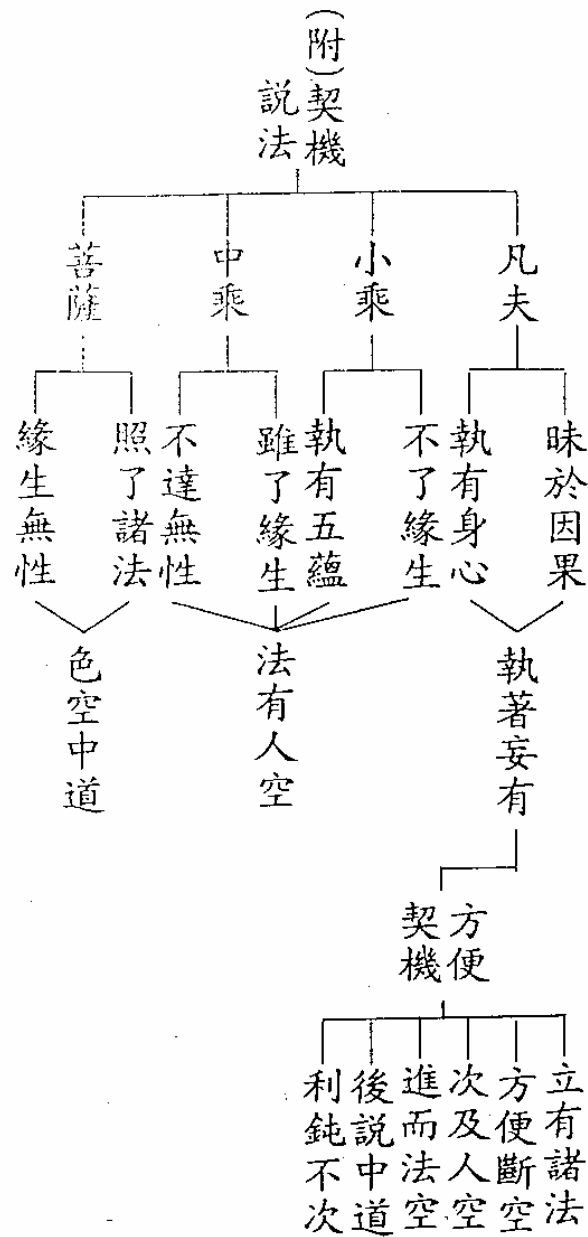 (附)契機
說法
凡夫
小乘
中乘
菩薩
昧於因果
執有身心
不了緣生
執有五蘊
雖了緣生
不達無性
照了諸法
緣生無性
執著妄有
法有人空
色空中道
方便
契機
立有諸法
方便斷空
次及人空
進而法空
後說中道
利鈍不次